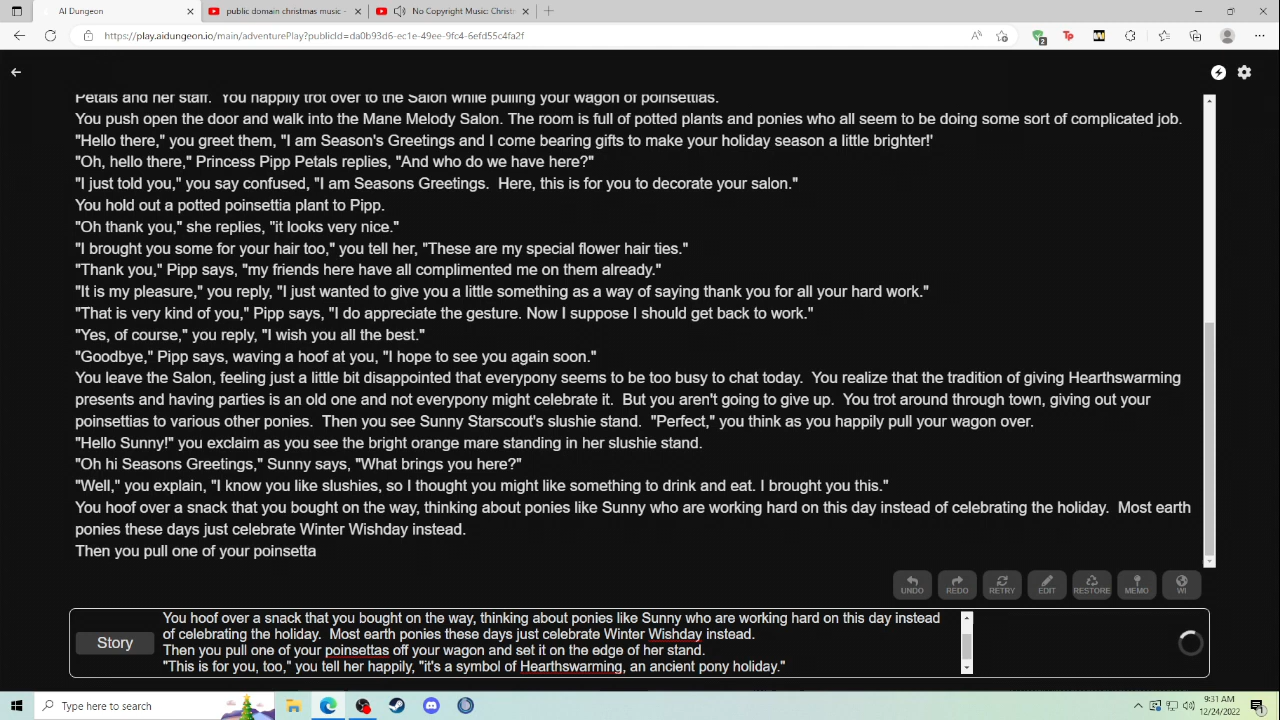 AI Dungeon
public domain christmas music -
No Copyright Music: Christ
https://play.aidungeon.io/main/adventurePlay?publicId=da0b93d6-ec1e-49ee-9fc4-6efd55c4fa2f
Petals and her staff.  You happily trot over to the Salon while pulling your wagon of poinsettias.
You push open the door and walk into the Mane Melody Salon. The room is full of potted plants and ponies who all seem to be doing some sort of complicated job.
"Hello there," you greet them, "I am Season's Greetings and I come bearing gifts to make your holiday season a little brighter!'
"Oh, hello there," Princess Pipp Petals replies, "And who do we have here?"
"I just told you," you say confused, "I am Seasons Greetings.  Here, this is for you to decorate your salon."
You hold out a potted poinsettia plant to Pipp.
"Oh thank you," she replies, "it looks very nice."
"I brought you some for your hair too," you tell her, "These are my special flower hair ties."
"Thank you," Pipp says, "my friends here have all complimented me on them already."
"It is my pleasure," you reply, "I just wanted to give you a little something as a way of saying thank you for all your hard work."
"That is very kind of you," Pipp says, "I do appreciate the gesture. Now I suppose I should get back to work."
"Yes, of course," you reply, "I wish you all the best."
"Goodbye," Pipp says, waving a hoof at you, "I hope to see you again soon."
You leave the Salon, feeling just a little bit disappointed that everypony seems to be too busy to chat today.  You realize that the tradition of giving Hearthswarming
presents and having parties is an old one and not everypony might celebrate it.  But you aren't going to give up.  You trot around through town, giving out your
poinsettias to various other ponies.  Then you see Sunny Starscout's slushie stand.  "Perfect," you think as you happily pull your wagon over.
"Hello Sunny!" you exclaim as you see the bright orange mare standing in her slushie stand.
"Oh hi Seasons Greetings," Sunny says, "What brings you here?"
"Well," you explain, "I know you like slushies, so I thought you might like something to drink and eat. I brought you this."
You hoof over a snack that you bought on the way, thinking about ponies like Sunny who are working hard on this day instead of celebrating the holiday.  Most earth
ponies these days just celebrate Winter Wishday instead.
Then you pull one of your poinsetta
UNDO REDO RETRY EDIT RESTORE MEMO WI
Story
You hoof over a snack that you bought on the way, thinking about ponies like Sunny who are working hard on this day instead
of celebrating the holiday.  Most earth ponies these days just celebrate Winter Wishday instead.
Then you pull one of your poinsettas off your wagon and set it on the edge of her stand.
"This is for you, too," you tell her happily, "it's a symbol of Hearthswarming, an ancient pony holiday."
Type here to search
9:31 AM
12/24/2022